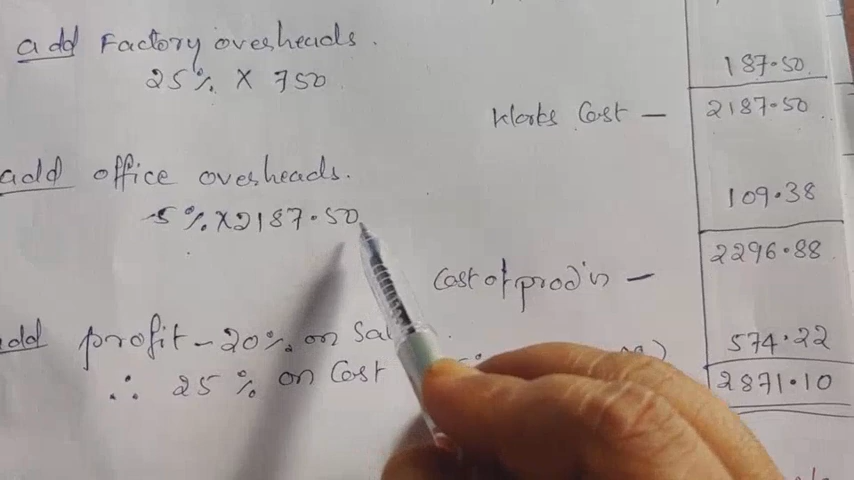 add Factory overheads.
25% X 750
187.50
Works Cost — 2187.50
add office overheads.
5% X 2187.50
109.38
Cost of prod'n — 2296.88
add profit - 20% on
∴ 25% on Cost
574.22
2871.10